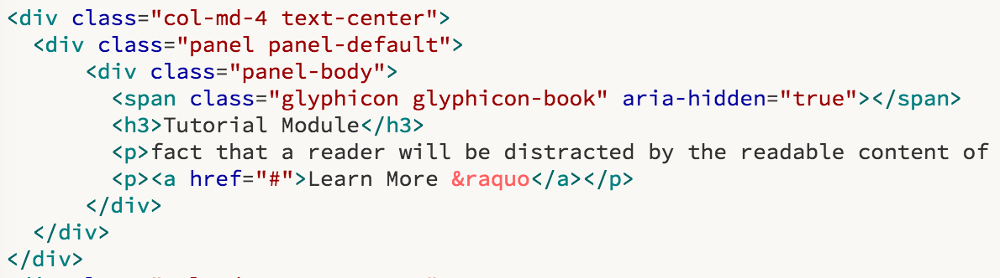 <div class="col-md-4 text-center">
<div class="panel panel-default">
<div class="panel-body">
<span class="glyphicon glyphicon-book" aria-hidden="true"></span>
<h3>Tutorial Module</h3>
<p>fact that a reader will be distracted by the readable content of
<p><a href="#">Learn More &raquo</a></p>
</div>
</div>
</div>